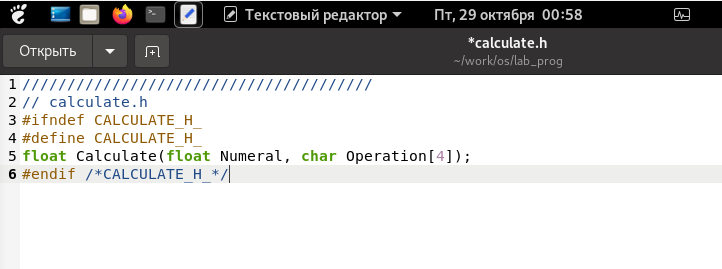 Текстовый редактор Пт, 29 октября 00:58
Открыть
*calculate.h
~/work/os/lab_prog
1 ///////////////////////////////////////
2 // calculate.h
3 #ifndef CALCULATE_H_
4 #define CALCULATE_H_
5 float Calculate(float Numeral, char Operation[4]);
6 #endif /*CALCULATE_H_*/